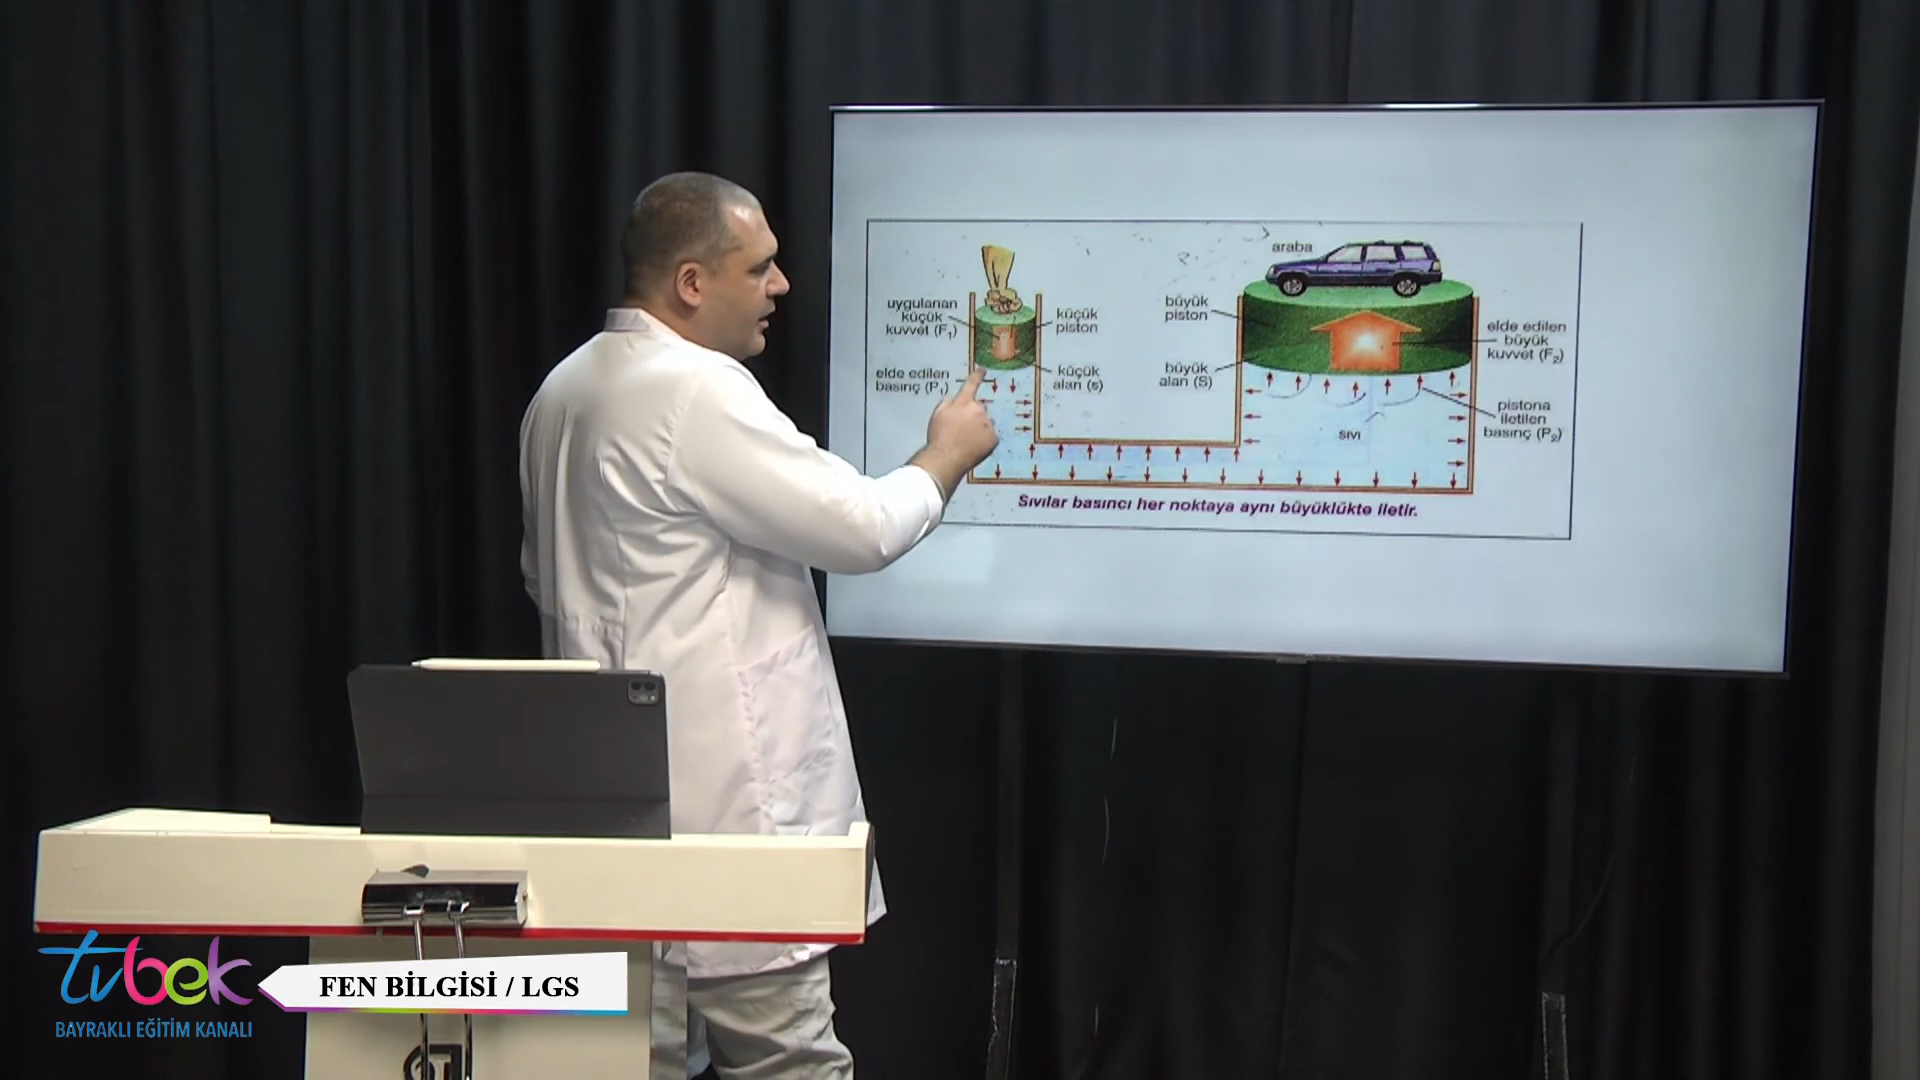 araba
uygulanan
küçük
kuvvet (F₁)
küçük
piston
elde edilen
basınç (P₁)
küçük
alan (s)
büyük
piston
büyük
alan (S)
elde edilen
büyük
kuvvet (F₂)
pistona
iletilen
basınç (P₂)
sıvı
Sıvılar basıncı her noktaya aynı büyüklükte iletir.
tvbek
BAYRAKLI EĞİTİM KANALI
FEN BİLGİSİ / LGS